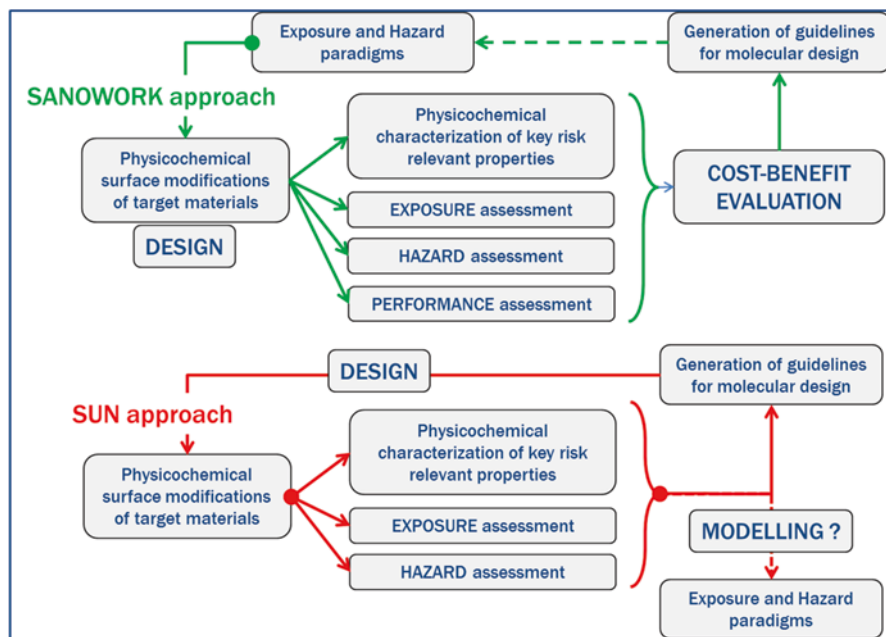 Exposure and Hazard
paradigms
Generation of guidelines
for molecular design
SANOWORK approach
Physicochemical
surface modifications
of target materials
DESIGN
Physicochemical
characterization of key risk
relevant properties
EXPOSURE assessment
HAZARD assessment
PERFORMANCE assessment
COST-BENEFIT
EVALUATION
DESIGN
Generation of guidelines
for molecular design
SUN approach
Physicochemical
surface modifications
of target materials
Physicochemical
characterization of key risk
relevant properties
EXPOSURE assessment
HAZARD assessment
MODELLING ?
Exposure and Hazard
paradigms